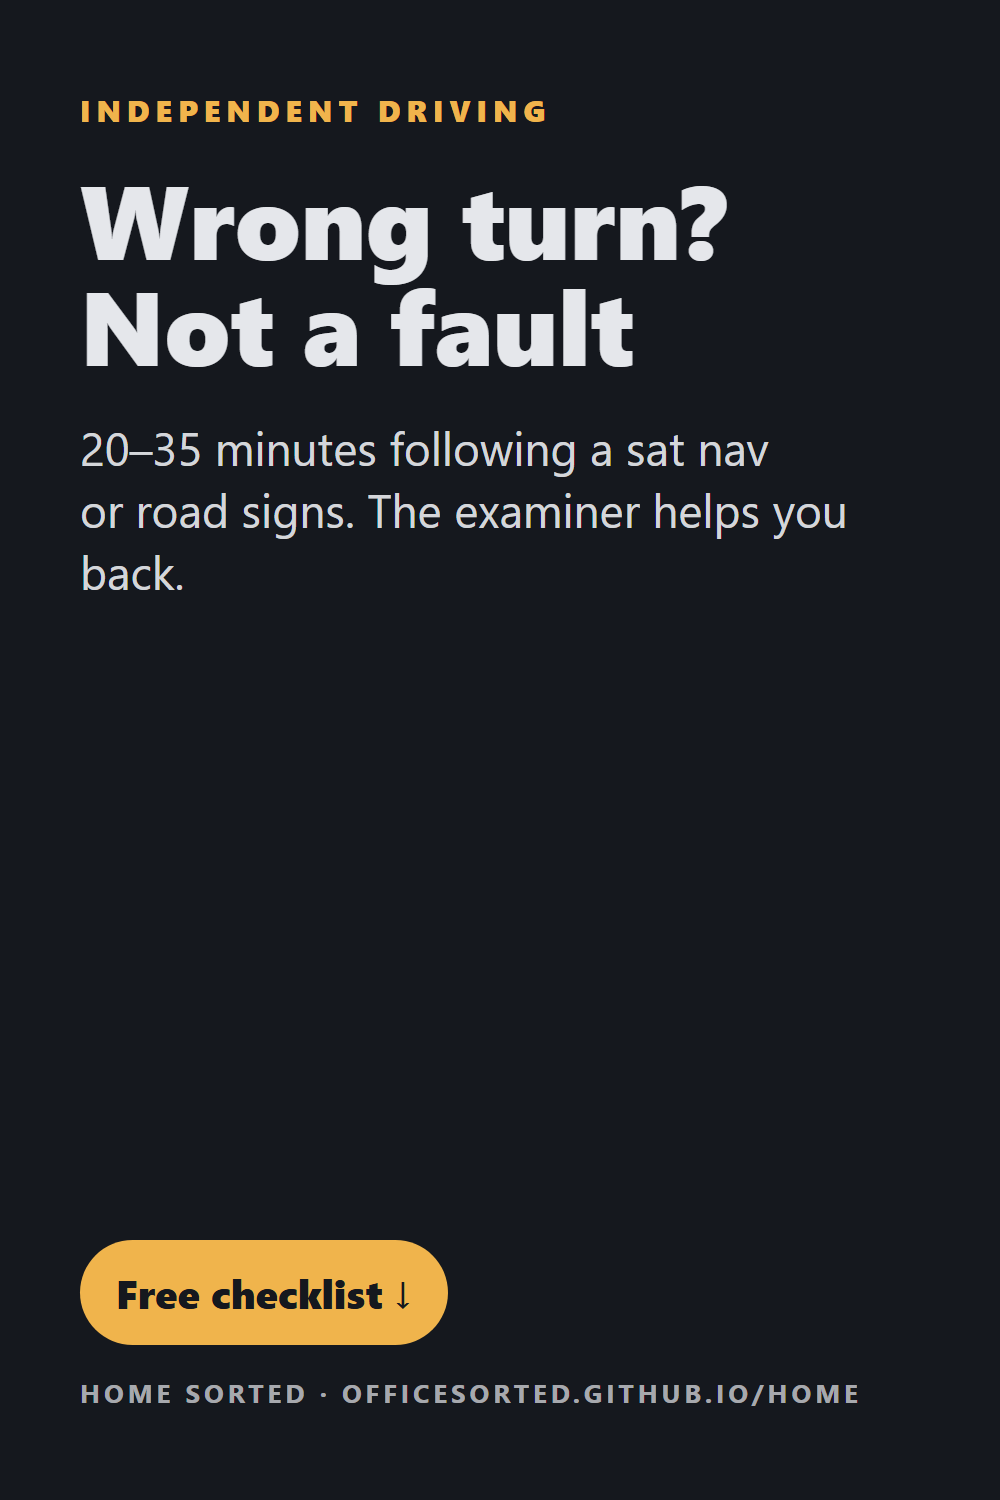 INDEPENDENT DRIVING
Wrong turn?
Not a fault
20–35 minutes following a sat nav
or road signs. The examiner helps you
back.
Free checklist ↓
HOME SORTED · OFFICESORTED.GITHUB.IO/HOME